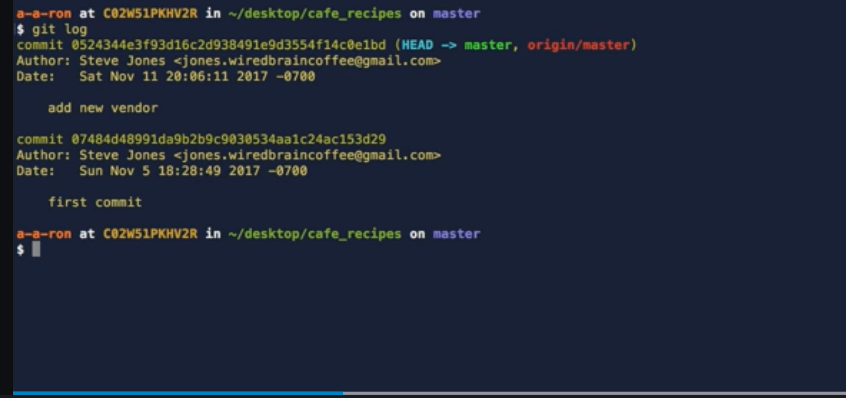 a-a-ron at C02W51PKHV2R in ~/desktop/cafe_recipes on master
$ git log
commit 0524344e3f93d16c2d938491e9d3554f14c0e1bd (HEAD -> master, origin/master)
Author: Steve Jones <jones.wiredbraincoffee@gmail.com>
Date:   Sat Nov 11 20:06:11 2017 -0700
add new vendor
commit 07484d48991da9b2b9c9030534aa1c24ac153d29
Author: Steve Jones <jones.wiredbraincoffee@gmail.com>
Date:   Sun Nov 5 18:28:49 2017 -0700
first commit
a-a-ron at C02W51PKHV2R in ~/desktop/cafe_recipes on master
$